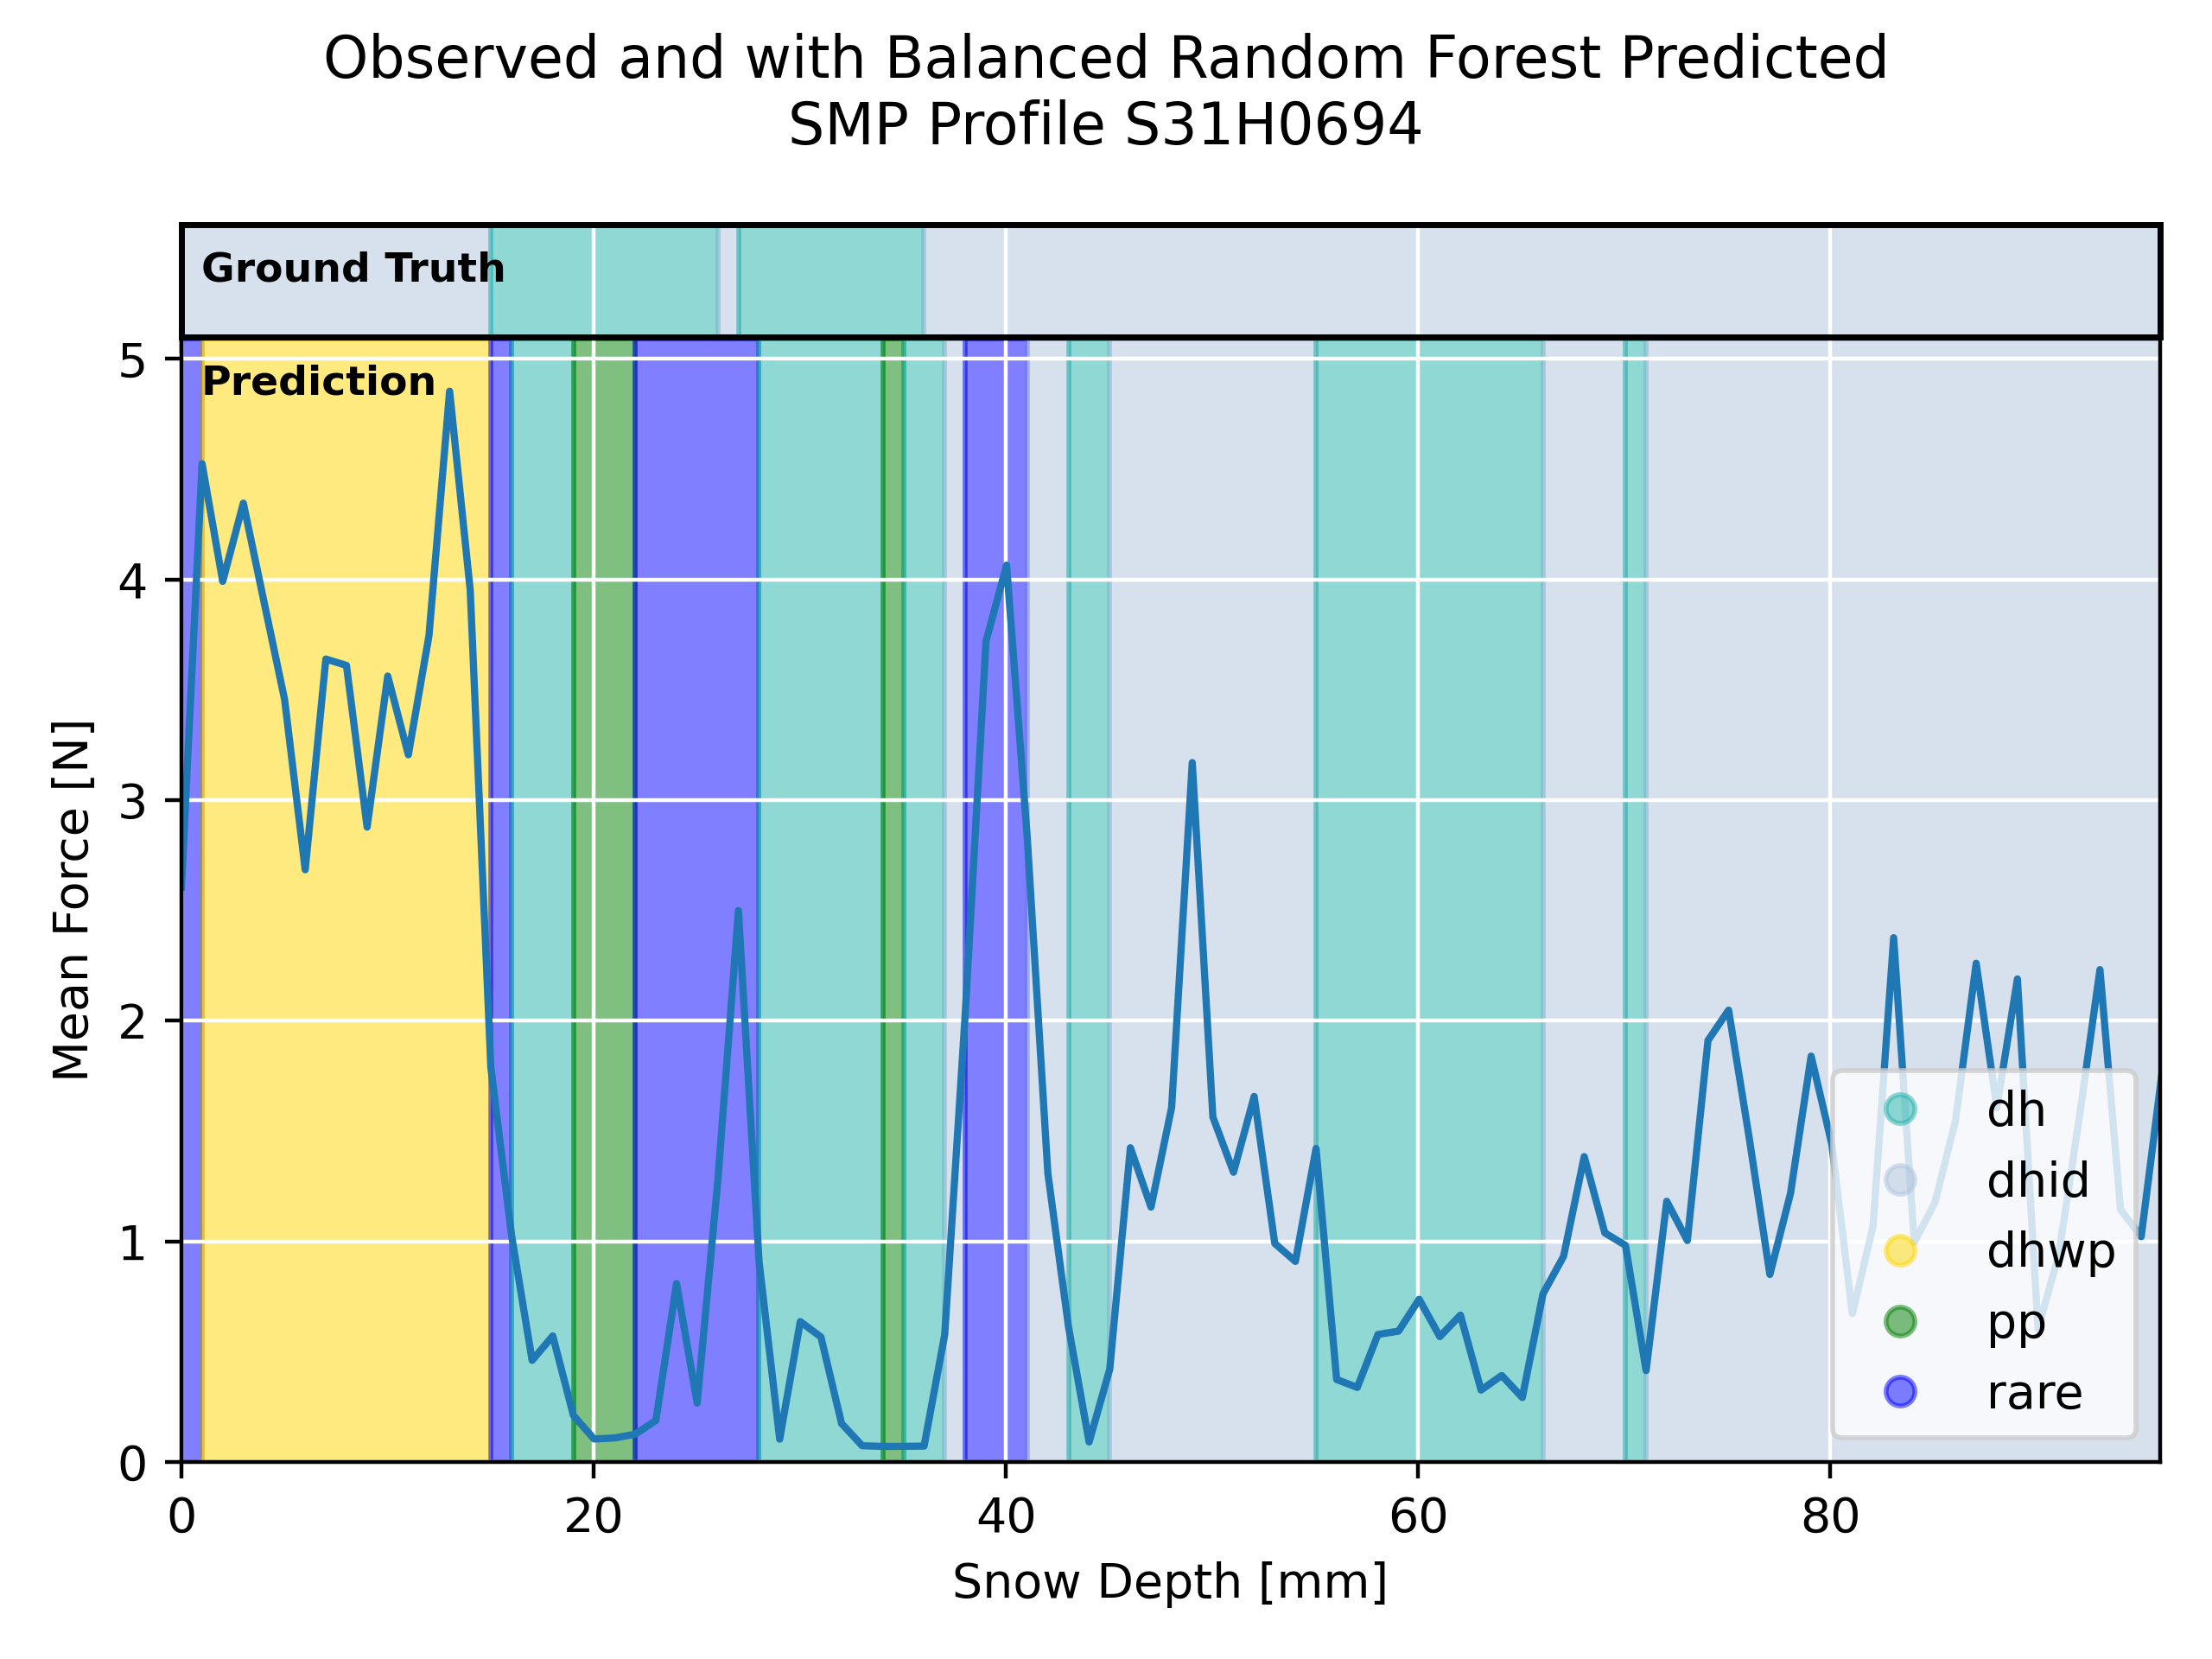 Observed and with Balanced Random Forest Predicted
SMP Profile S31H0694
Ground Truth
Prediction
5
4
3
2
1
0
Mean Force [N]
0 20 40 60 80
Snow Depth [mm]
dh
dhid
dhwp
pp
rare